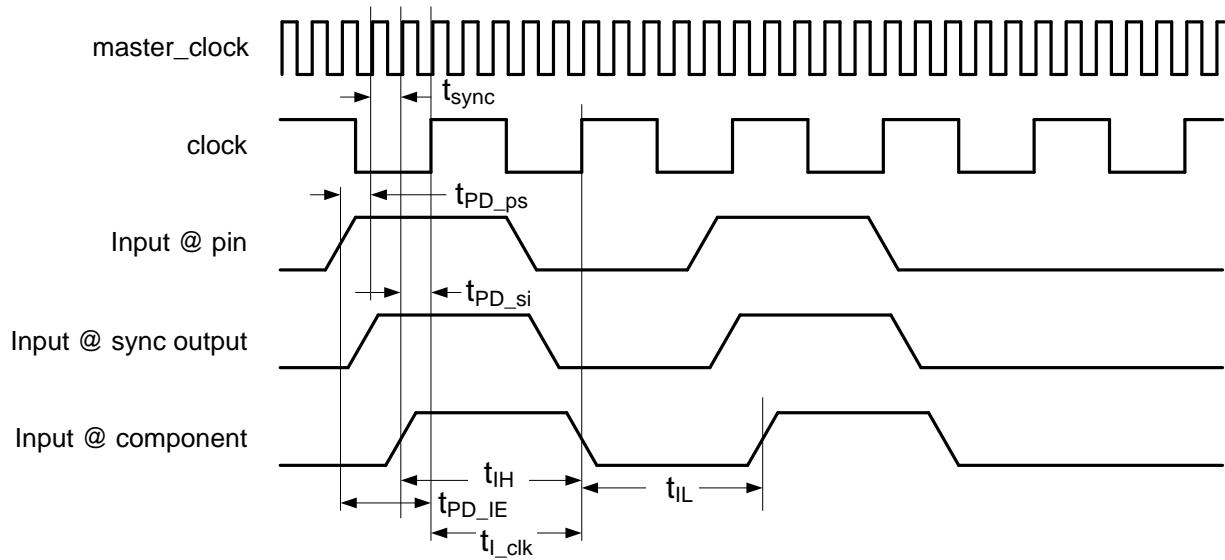 master_clock
t_sync
clock
t_PD_ps
Input @ pin
t_PD_si
Input @ sync output
Input @ component
t_IH
t_IL
t_PD_IE
t_I_clk